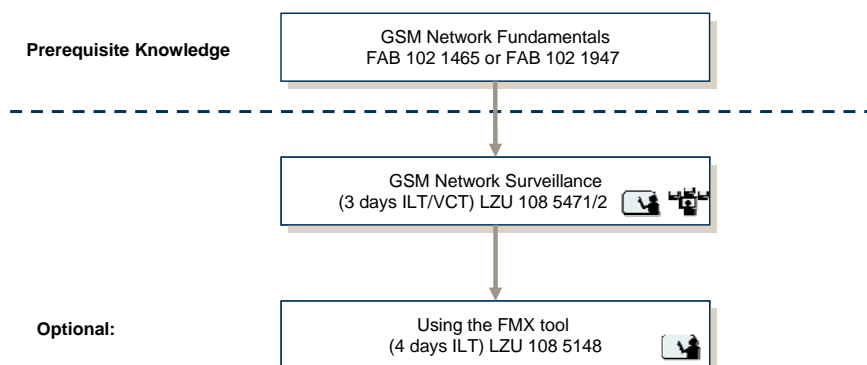 Prerequisite Knowledge
GSM Network Fundamentals
FAB 102 1465 or FAB 102 1947
GSM Network Surveillance
(3 days ILT/VCT) LZU 108 5471/2
Optional:
Using the FMX tool
(4 days ILT) LZU 108 5148